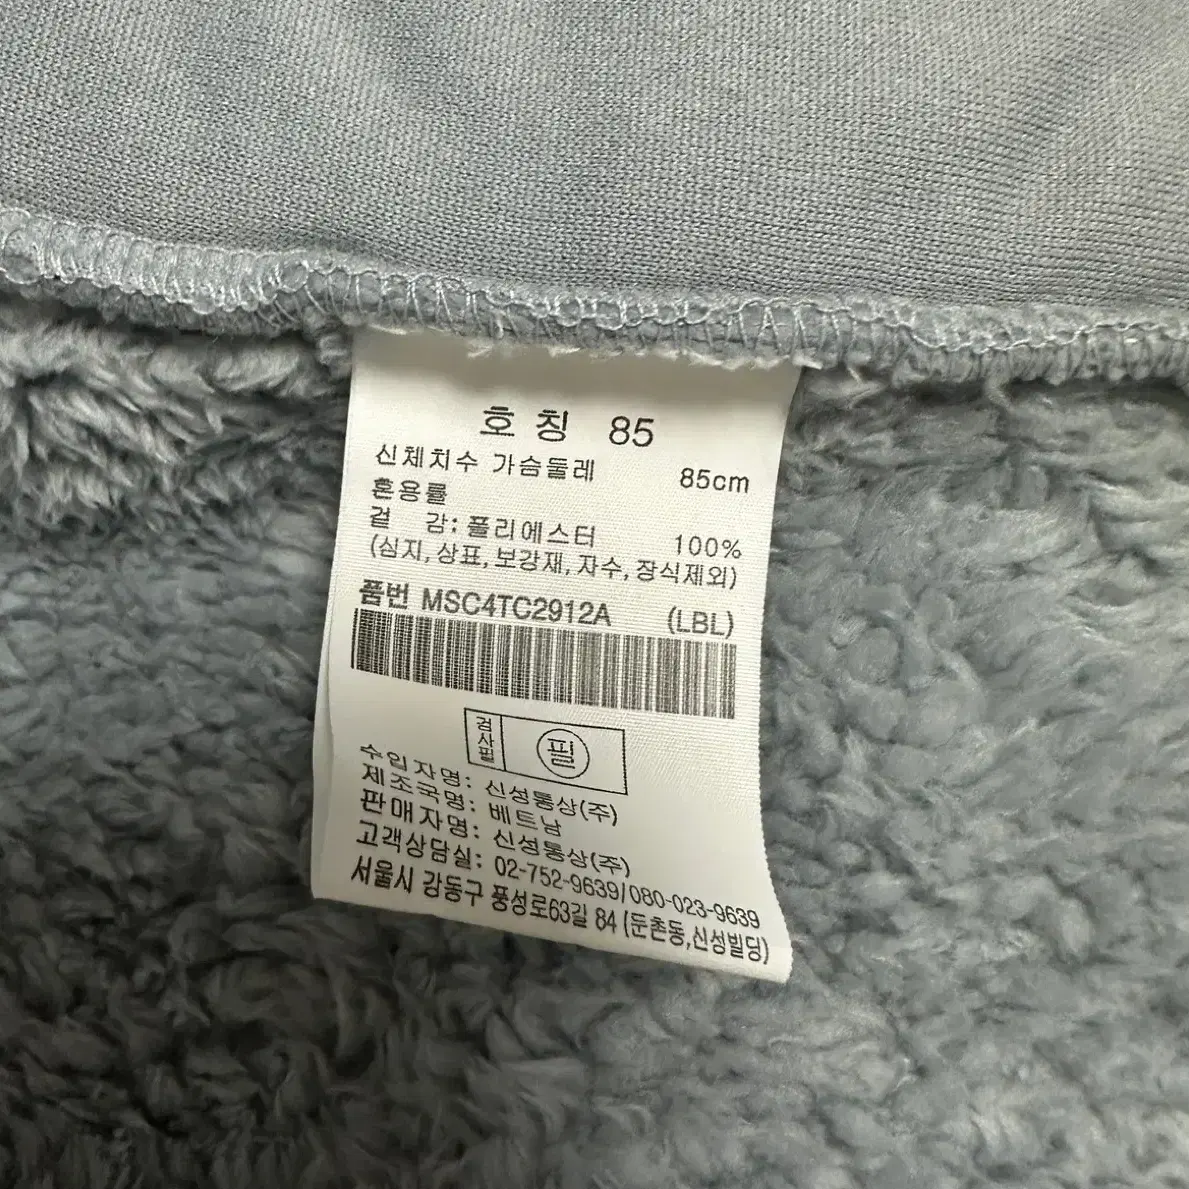 호 칭 85
신체치수 가슴둘레 85cm
혼용률
겉 감: 폴리에스터 100%
(심지, 상표, 보강재, 자수, 장식제외)
품번 MSC4TC2912A (LBL)
검사필 필
수입자명: 신성통상(주)
제조국명: 베트남
판매자명: 신성통상(주)
고객상담실: 02-752-9639/080-023-9639
서울시 강동구 풍성로63길 84 (둔촌동,신성빌딩)